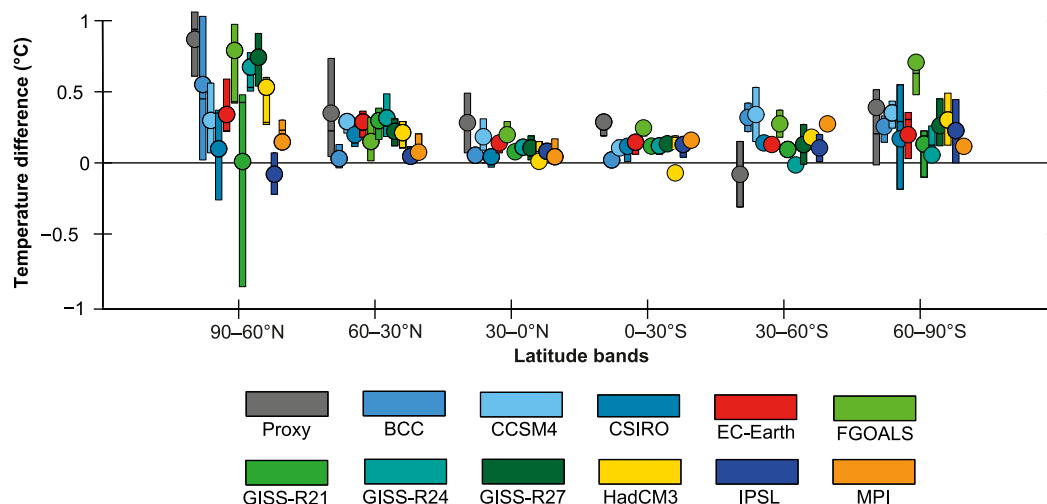 1
0.5
0
−0.5
−1
Temperature difference (°C)
90–60°N
60–30°N
30–0°N
0–30°S
30–60°S
60–90°S
Latitude bands
Proxy
BCC
CCSM4
CSIRO
EC-Earth
FGOALS
GISS-R21
GISS-R24
GISS-R27
HadCM3
IPSL
MPI